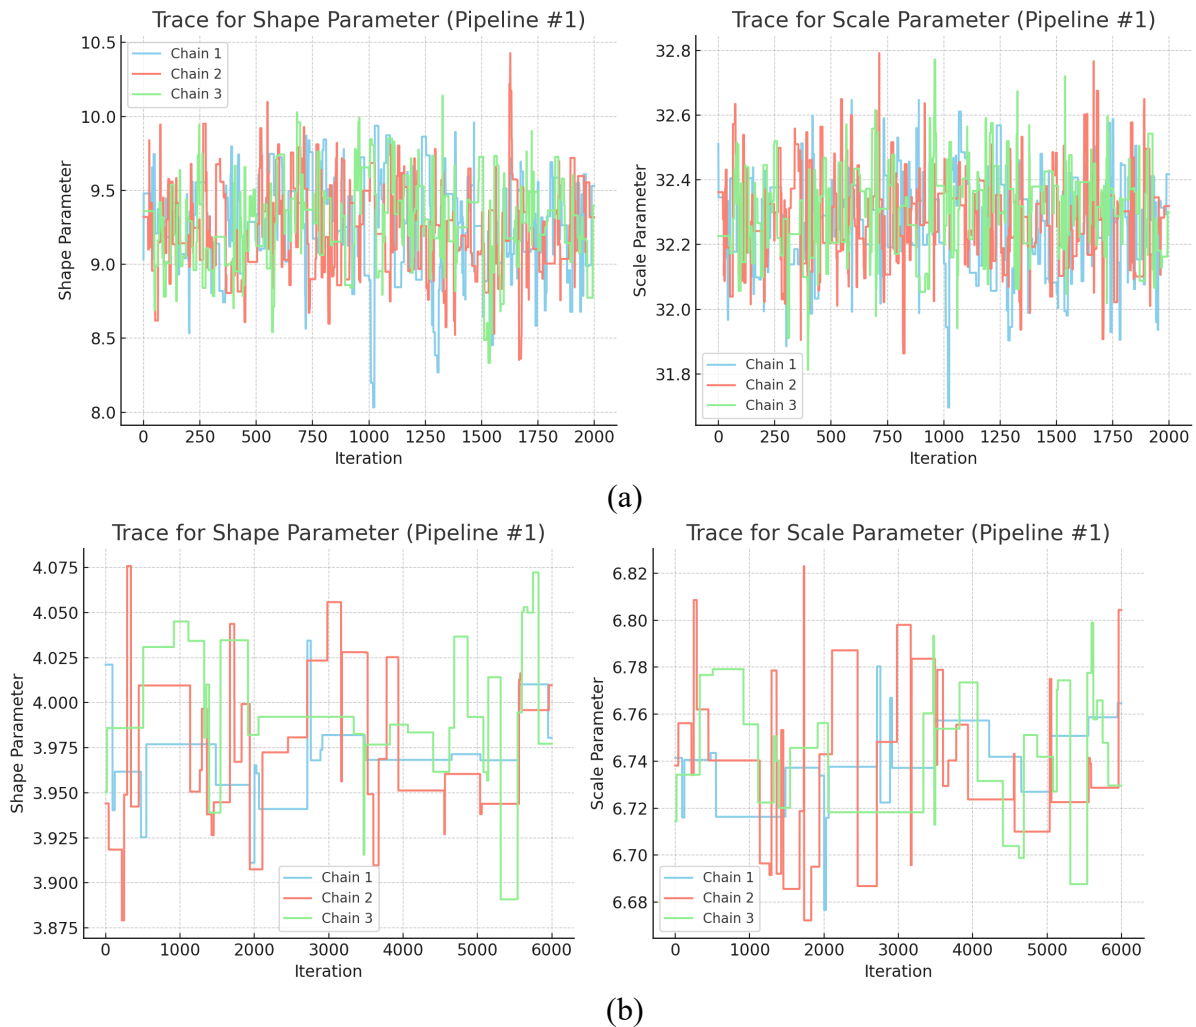 Trace for Shape Parameter (Pipeline #1)
10.5
10.0
9.5
9.0
8.5
8.0
Shape Parameter
Chain 1
Chain 2
Chain 3
0 250 500 750 1000 1250 1500 1750 2000
Iteration
Trace for Scale Parameter (Pipeline #1)
32.8
32.6
32.4
32.2
32.0
31.8
Scale Parameter
Chain 1
Chain 2
Chain 3
0 250 500 750 1000 1250 1500 1750 2000
Iteration
(a)
Trace for Shape Parameter (Pipeline #1)
4.075
4.050
4.025
4.000
3.975
3.950
3.925
3.900
3.875
Shape Parameter
Chain 1
Chain 2
Chain 3
0 1000 2000 3000 4000 5000 6000
Iteration
Trace for Scale Parameter (Pipeline #1)
6.82
6.80
6.78
6.76
6.74
6.72
6.70
6.68
Scale Parameter
Chain 1
Chain 2
Chain 3
0 1000 2000 3000 4000 5000 6000
Iteration
(b)